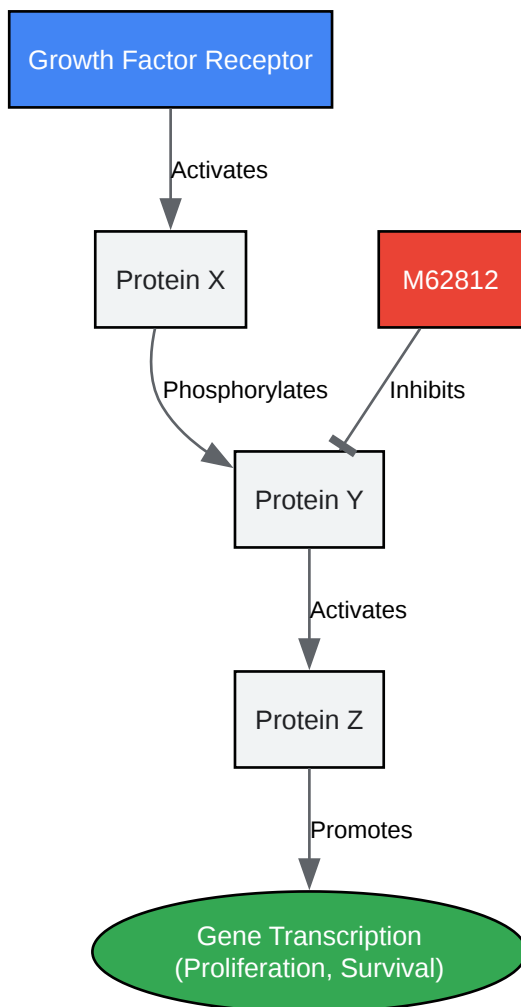 Growth Factor Receptor
Activates
Protein X
M62812
Phosphorylates
Inhibits
Protein Y
Activates
Protein Z
Promotes
Gene Transcription
(Proliferation, Survival)